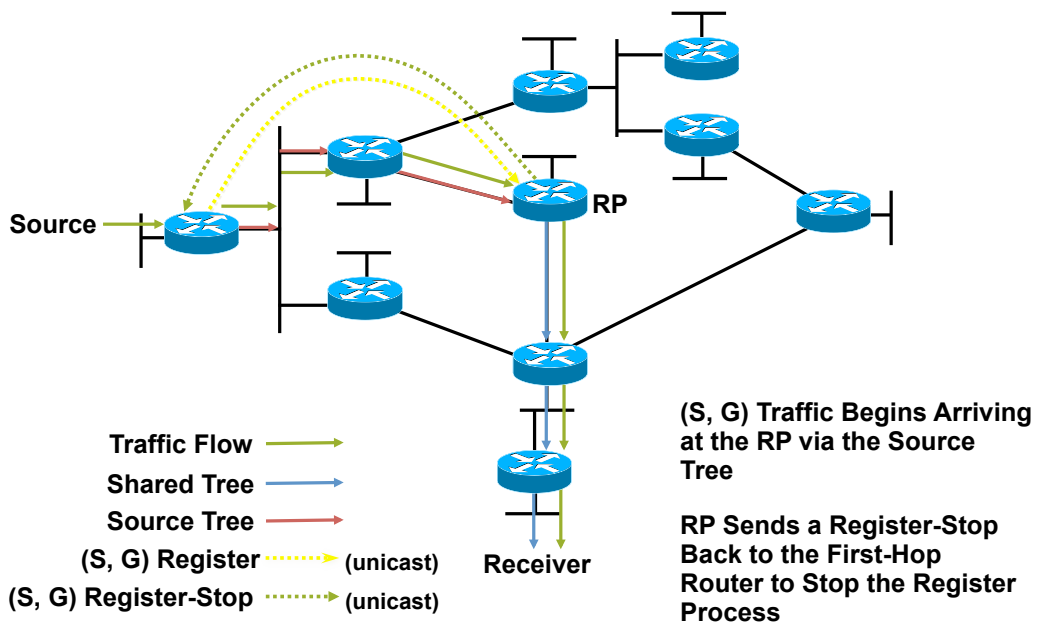 Source
RP
Traffic Flow
Shared Tree
Source Tree
(S, G) Register
(unicast)
(S, G) Register-Stop
(unicast)
Receiver
(S, G) Traffic Begins Arriving
at the RP via the Source
Tree
RP Sends a Register-Stop
Back to the First-Hop
Router to Stop the Register
Process